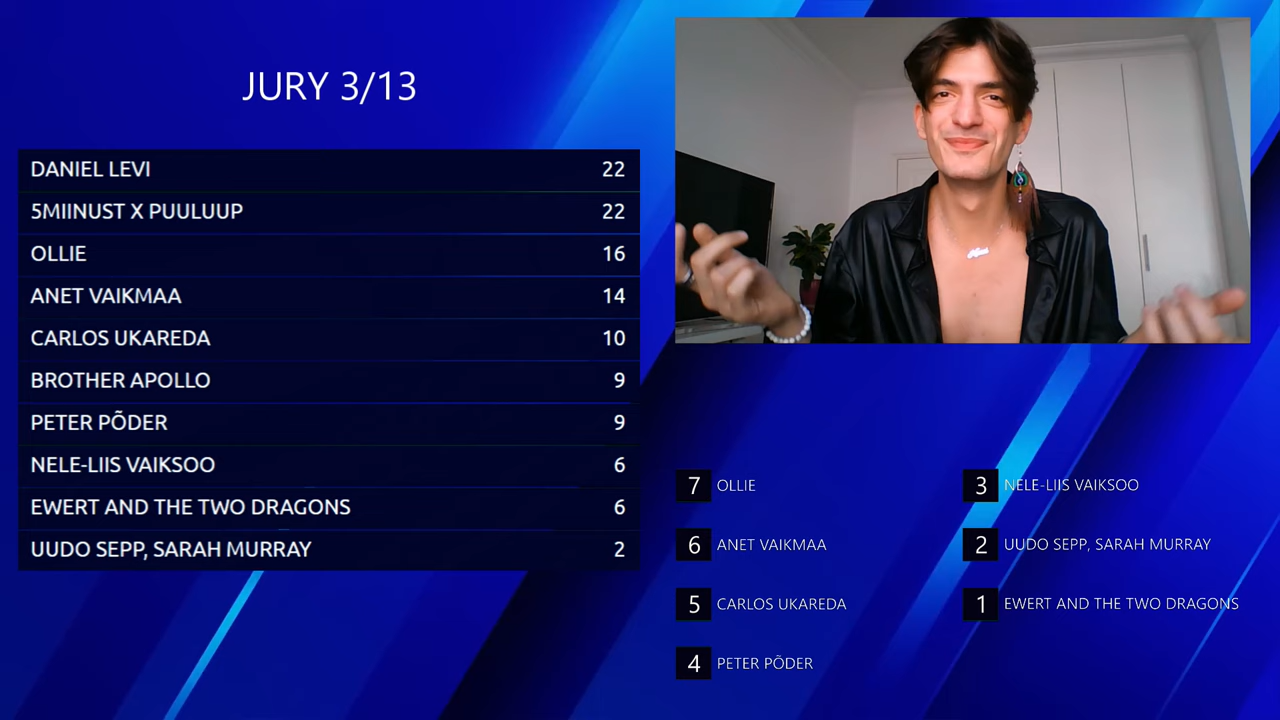 JURY 3/13
DANIEL LEVI 22
5MIINUST X PUULUUP 22
OLLIE 16
ANET VAIKMAA 14
CARLOS UKAREDA 10
BROTHER APOLLO 9
PETER PÕDER 9
NELE-LIIS VAIKSOO 6
EWERT AND THE TWO DRAGONS 6
UUDO SEPP, SARAH MURRAY 2
7 OLLIE
6 ANET VAIKMAA
5 CARLOS UKAREDA
4 PETER PÕDER
3 NELE-LIIS VAIKSOO
2 UUDO SEPP, SARAH MURRAY
1 EWERT AND THE TWO DRAGONS